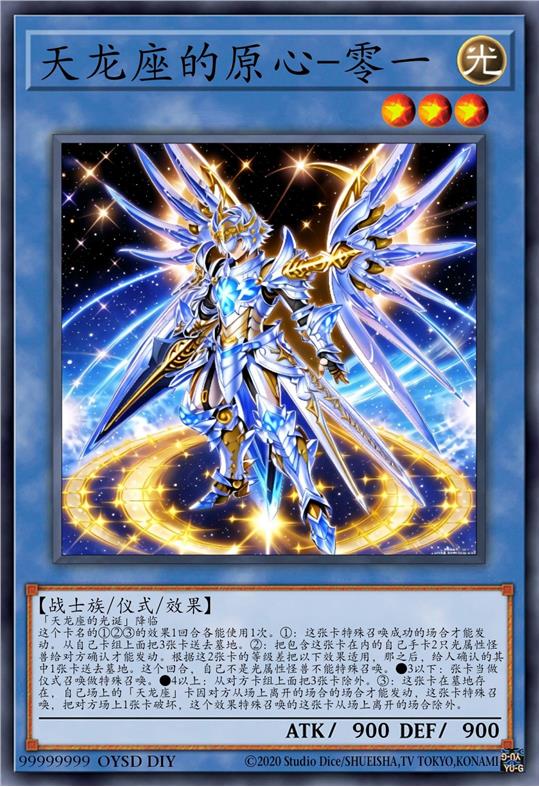 天龙座的原心-零一
光
【战士族/仪式/效果】
「天龙座的光诞」降临
这个卡名的①②③的效果1回合各能使用1次。①：这张卡特殊召唤成功的场合才能发
动。从自己卡组上面把3张卡送去墓地。②：把包含这张卡在内的自己手卡2只光属性怪
兽给对方确认才能发动。根据这2张卡的等级差把以下效果适用，那之后，给人确认的其
中1张卡送去墓地。这个回合，自己不是光属性怪兽不能特殊召唤。●3以下：张卡当做
仪式召唤做特殊召唤。●4以上：从对方卡组上面把3张卡除外。③：这张卡在墓地存
在，自己场上的「天龙座」卡因对方从场上离开的场合的场合才能发动，这张卡特殊召
唤，把对方场上1张卡破坏，这个效果特殊召唤的这张卡从场上离开的场合除外。
ATK/ 900 DEF/ 900
99999999 OYSD DIY
©2020 Studio Dice/SHUEISHA,TV TOKYO,KONAMI
YU-G